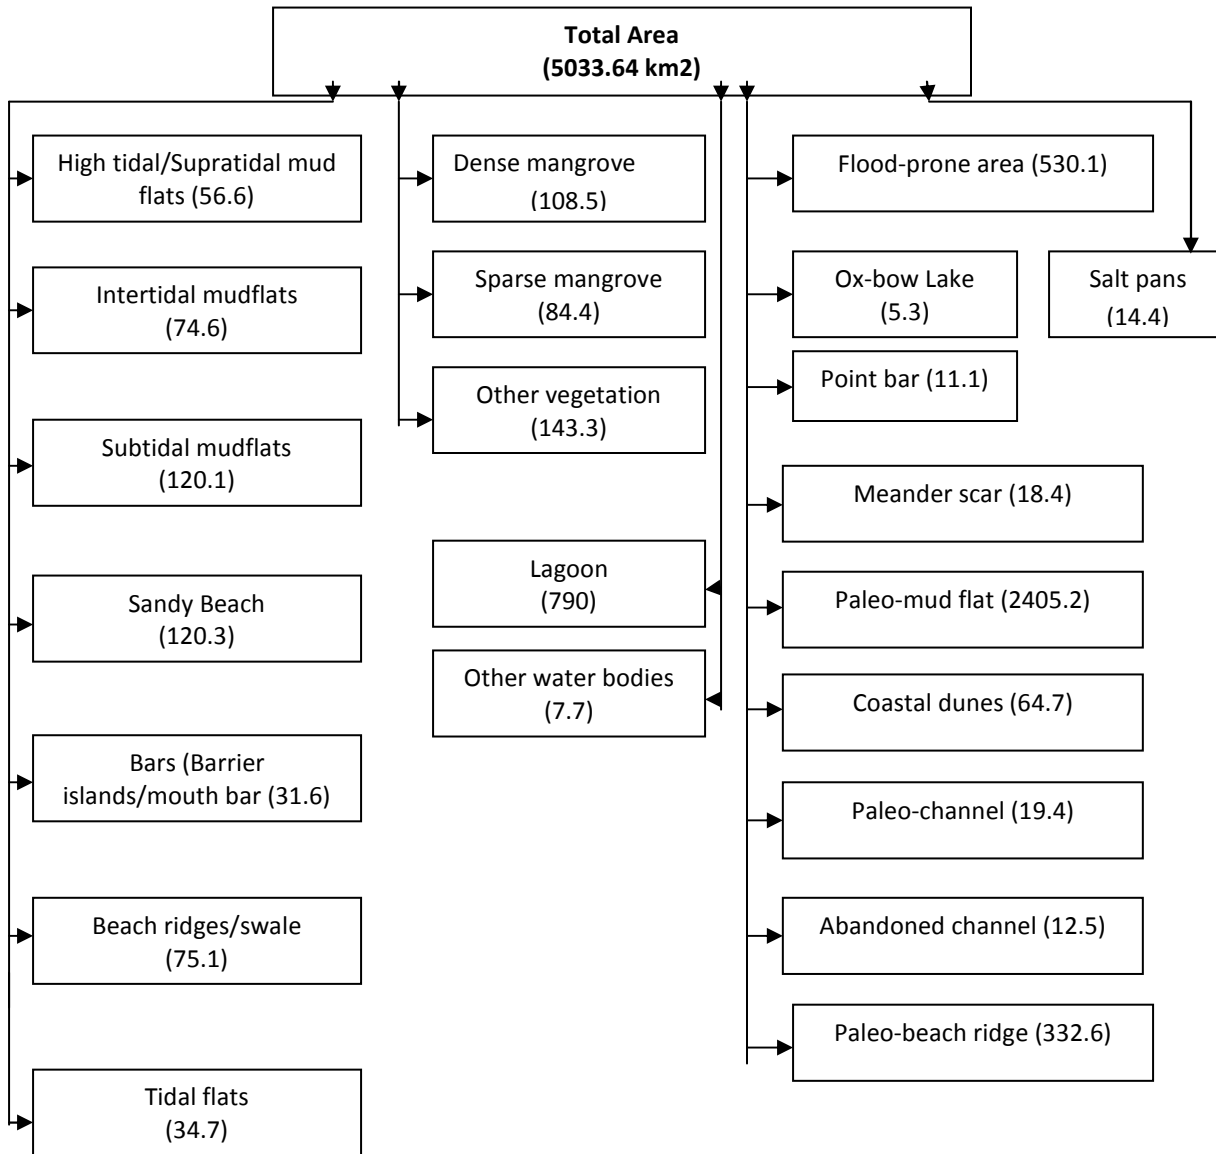 Total Area
(5033.64 km2)
High tidal/Supratidal mud
flats (56.6)
Intertidal mudflats
(74.6)
Subtidal mudflats
(120.1)
Sandy Beach
(120.3)
Bars (Barrier
islands/mouth bar (31.6)
Beach ridges/swale
(75.1)
Tidal flats
(34.7)
Dense mangrove
(108.5)
Sparse mangrove
(84.4)
Other vegetation
(143.3)
Lagoon
(790)
Other water bodies
(7.7)
Flood-prone area (530.1)
Ox-bow Lake
(5.3)
Point bar (11.1)
Meander scar (18.4)
Paleo-mud flat (2405.2)
Coastal dunes (64.7)
Paleo-channel (19.4)
Abandoned channel (12.5)
Paleo-beach ridge (332.6)
Salt pans
(14.4)